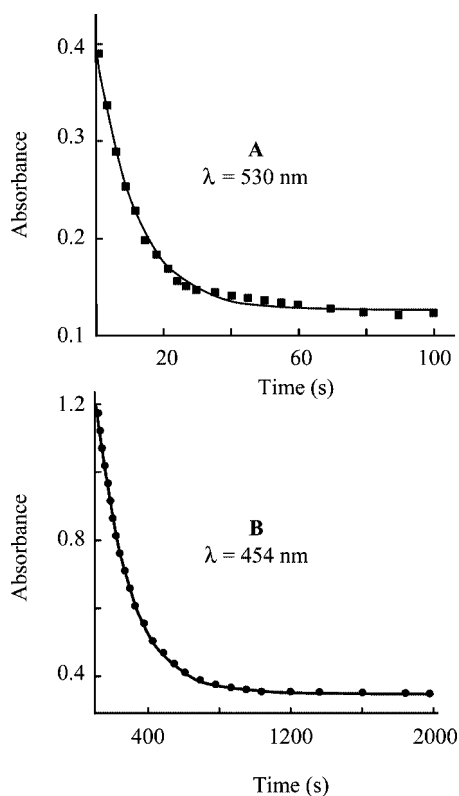 0.4
0.3
0.2
0.1
Absorbance
A
λ = 530 nm
20
60
100
Time (s)
1.2
0.8
0.4
Absorbance
B
λ = 454 nm
400
1200
2000
Time (s)